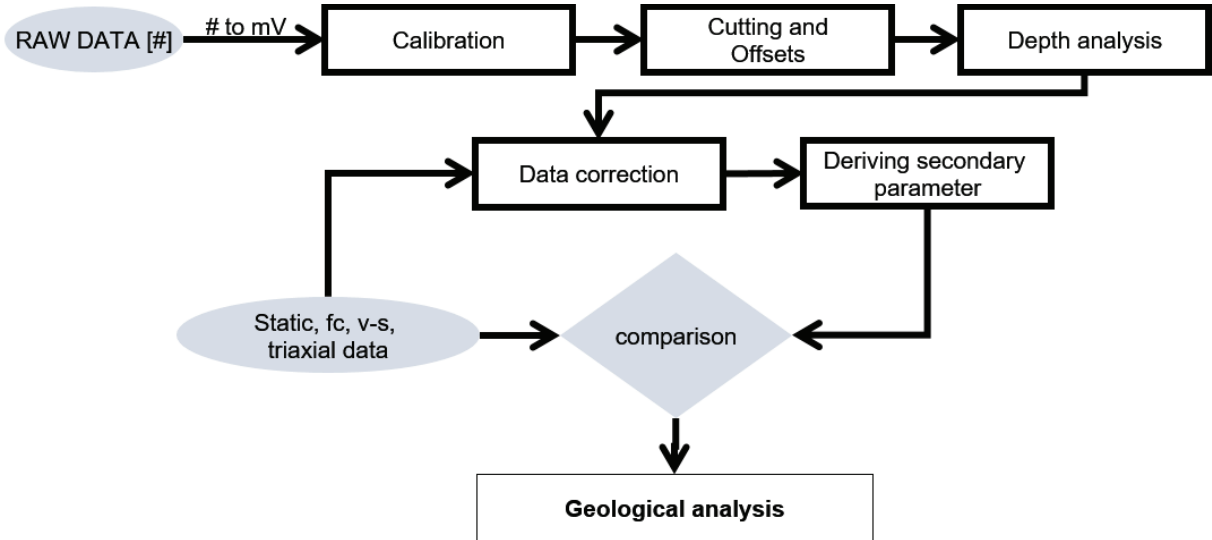 RAW DATA [#]
# to mV
Calibration
Cutting and
Offsets
Depth analysis
Data correction
Deriving secondary
parameter
Static, fc, v-s,
triaxial data
comparison
Geological analysis